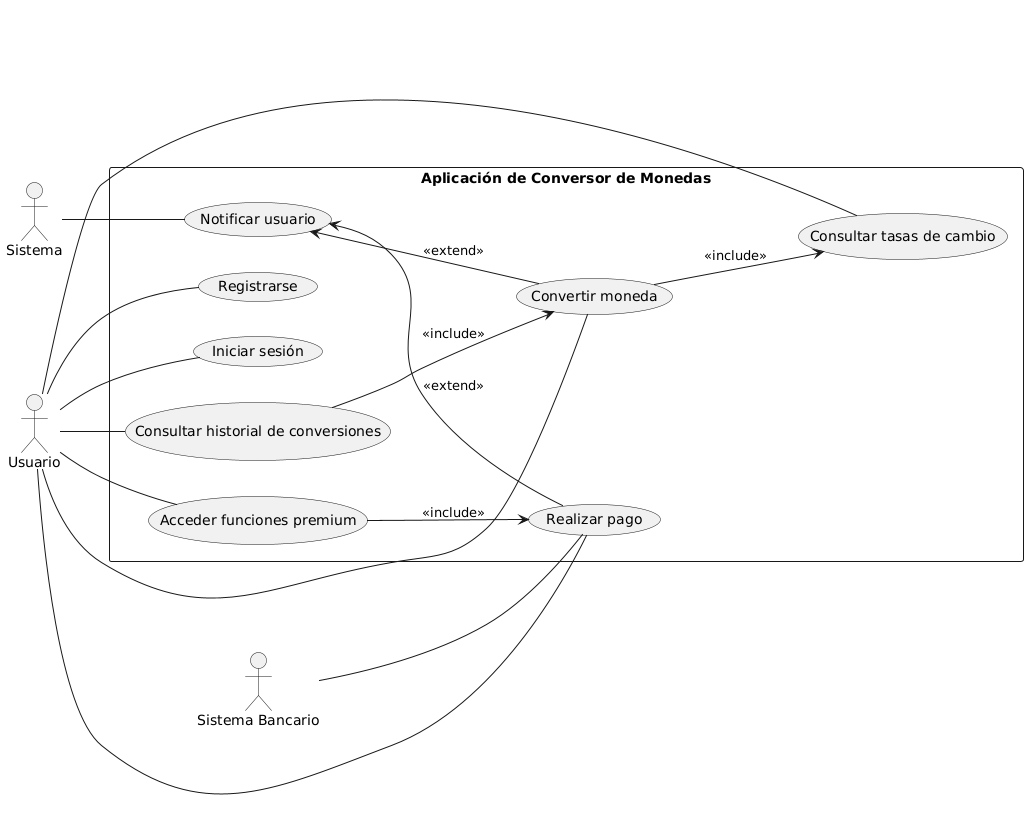 Aplicación de Conversor de Monedas
Sistema
Notificar usuario
Consultar tasas de cambio
«extend»
«include»
Registrarse
Convertir moneda
«include»
Iniciar sesión
«extend»
Usuario
Consultar historial de conversiones
Acceder funciones premium
«include»
Realizar pago
Sistema Bancario